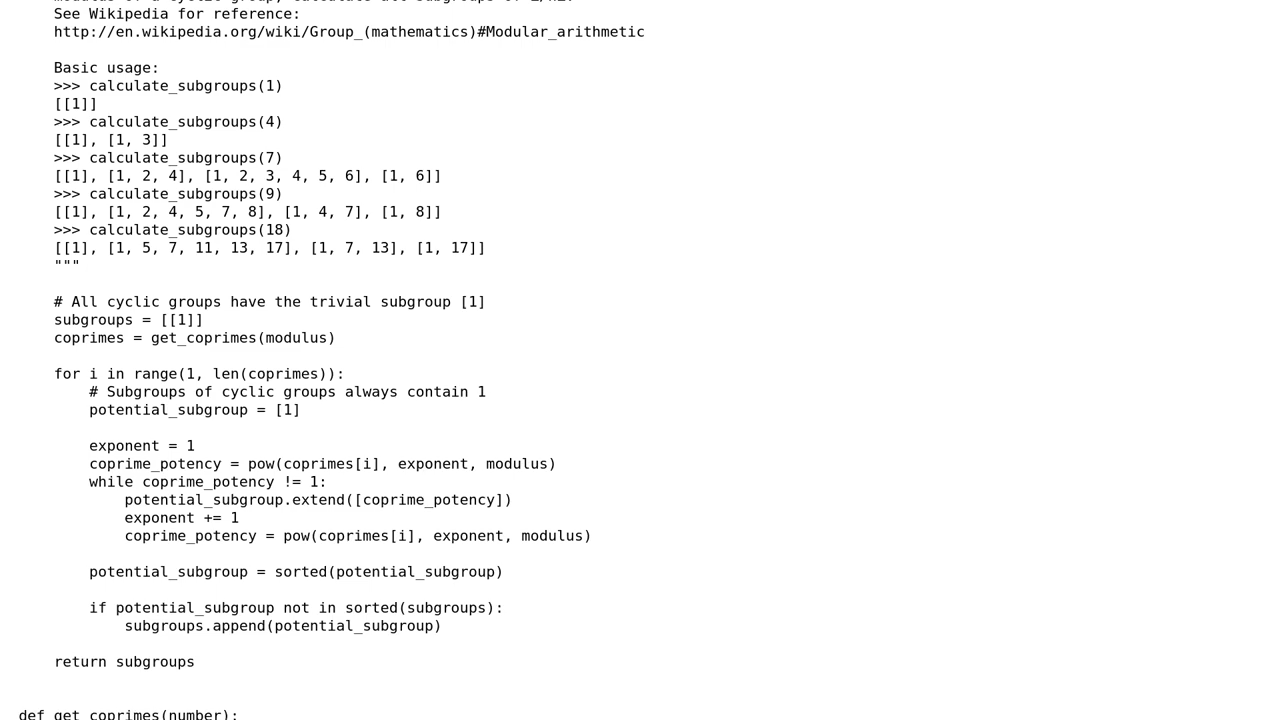 See Wikipedia for reference:
http://en.wikipedia.org/wiki/Group_(mathematics)#Modular_arithmetic
Basic usage:
>>> calculate_subgroups(1)
[[1]]
>>> calculate_subgroups(4)
[[1], [1, 3]]
>>> calculate_subgroups(7)
[[1], [1, 2, 4], [1, 2, 3, 4, 5, 6], [1, 6]]
>>> calculate_subgroups(9)
[[1], [1, 2, 4, 5, 7, 8], [1, 4, 7], [1, 8]]
>>> calculate_subgroups(18)
[[1], [1, 5, 7, 11, 13, 17], [1, 7, 13], [1, 17]]
"""
# All cyclic groups have the trivial subgroup [1]
subgroups = [[1]]
coprimes = get_coprimes(modulus)
for i in range(1, len(coprimes)):
# Subgroups of cyclic groups always contain 1
potential_subgroup = [1]
exponent = 1
coprime_potency = pow(coprimes[i], exponent, modulus)
while coprime_potency != 1:
potential_subgroup.extend([coprime_potency])
exponent += 1
coprime_potency = pow(coprimes[i], exponent, modulus)
potential_subgroup = sorted(potential_subgroup)
if potential_subgroup not in sorted(subgroups):
subgroups.append(potential_subgroup)
return subgroups
def get_coprimes(number):